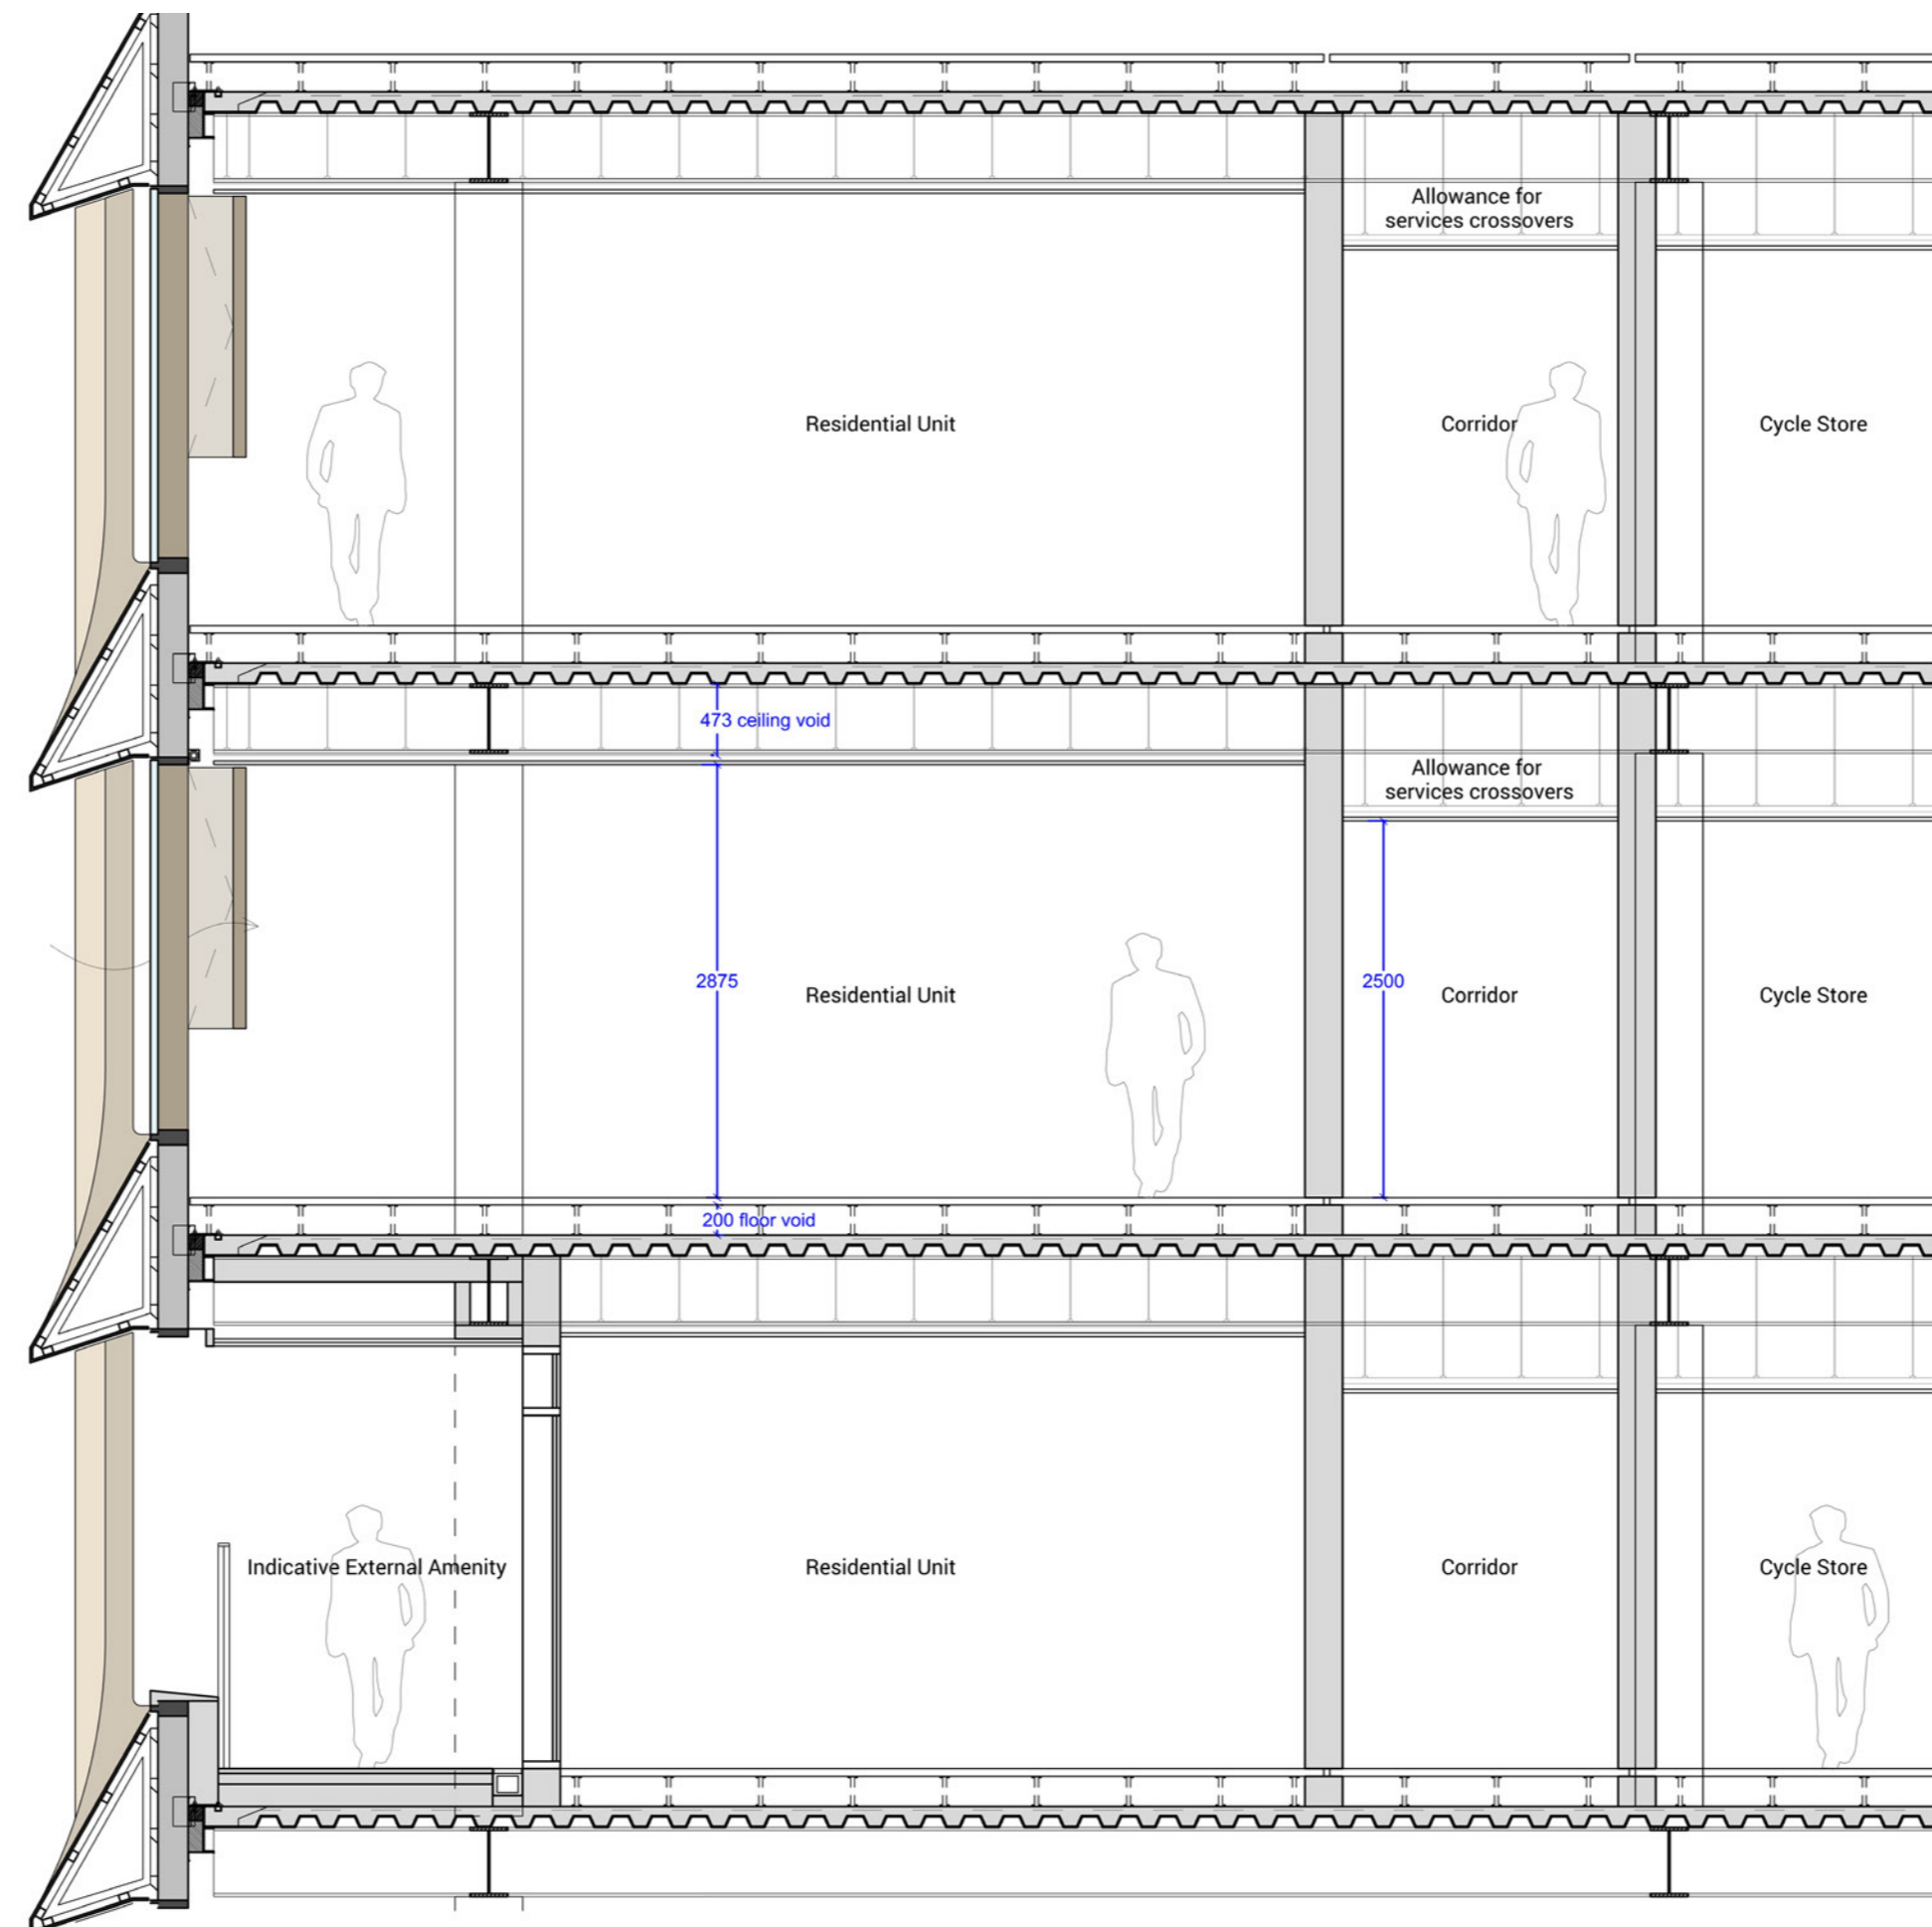 Allowance for
services crossovers
Residential Unit
Corridor
Cycle Store
473 ceiling void
Allowance for
services crossovers
2875
Residential Unit
2500
Corridor
Cycle Store
200 floor void
Indicative External Amenity
Residential Unit
Corridor
Cycle Store